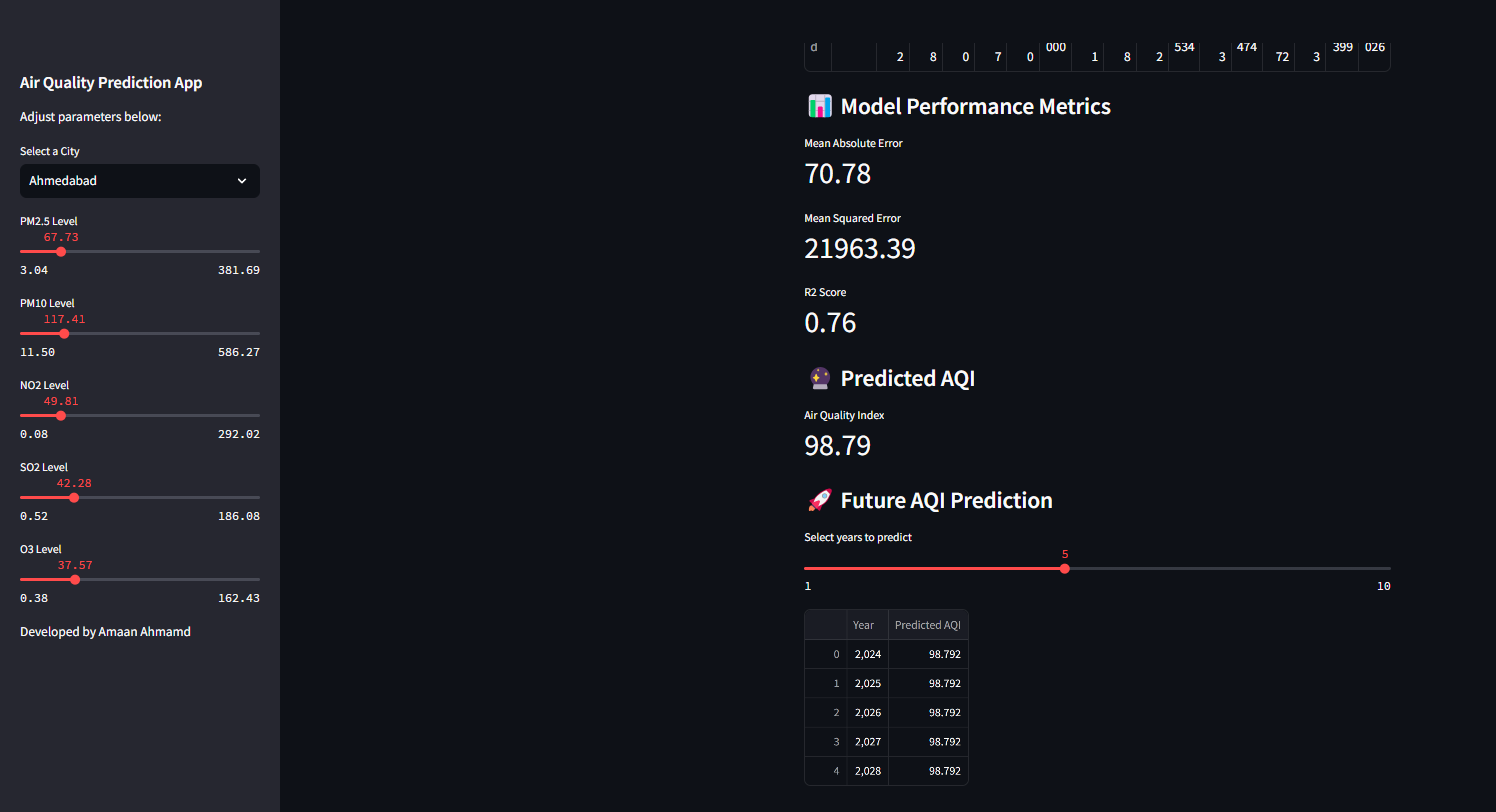 Air Quality Prediction App
Adjust parameters below:
Select a City
Ahmedabad
PM2.5 Level
67.73
3.04 381.69
PM10 Level
117.41
11.50 586.27
NO2 Level
49.81
0.08 292.02
SO2 Level
42.28
0.52 186.08
O3 Level
37.57
0.38 162.43
Developed by Amaan Ahmamd
d 000 534 474 399 026
2 8 0 7 0 1 8 2 3 72 3
Model Performance Metrics
Mean Absolute Error
70.78
Mean Squared Error
21963.39
R2 Score
0.76
Predicted AQI
Air Quality Index
98.79
Future AQI Prediction
Select years to predict
5
1 10
Year Predicted AQI
0 2,024 98.792
1 2,025 98.792
2 2,026 98.792
3 2,027 98.792
4 2,028 98.792